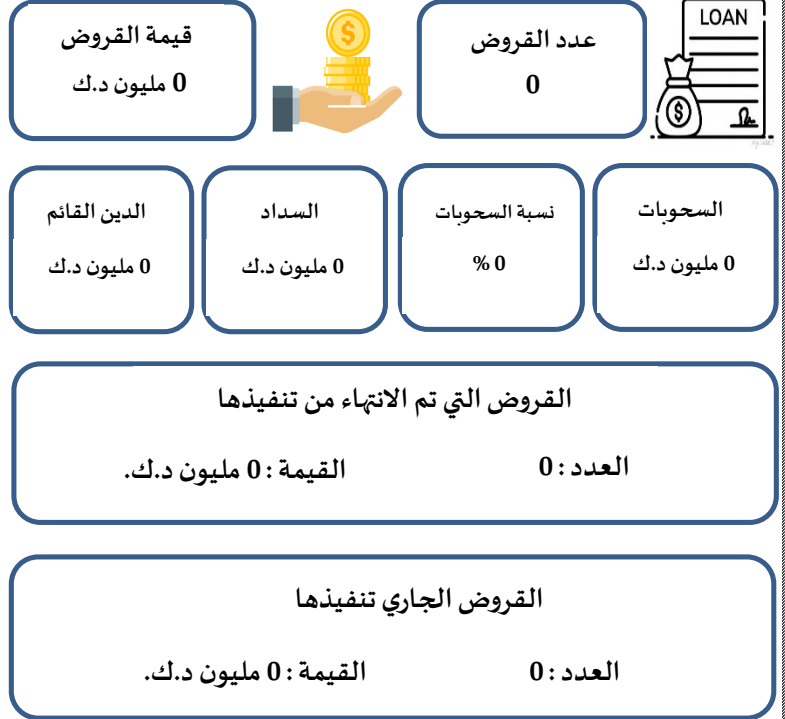 LOAN
عدد القروض
0
قيمة القروض
0 مليون د.ك
السحوبات
0 مليون د.ك
نسبة السحوبات
0 %
السداد
0 مليون د.ك
الدين القائم
0 مليون د.ك
القروض التي تم الانتهاء من تنفيذها
العدد : 0 القيمة : 0 مليون د.ك.
القروض الجاري تنفيذها
العدد : 0 القيمة : 0 مليون د.ك.